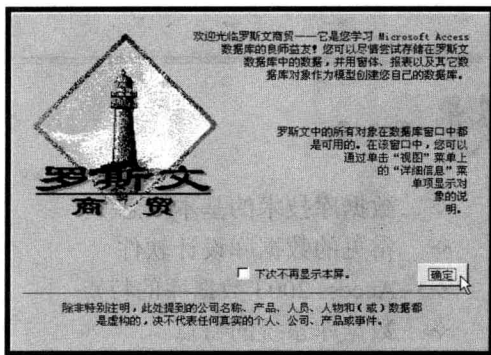 欢迎光临罗斯文商贸——它是您学习 Microsoft Access
数据库的良师益友！您可以尽情尝试存储在罗斯文
数据库中的数据，并用窗体、报表以及其它数
据库对象作为模型创建您自己的数据库。
罗斯文中的所有对象在数据库窗口中都
是可用的。在该窗口中，您可以
通过单击“视图”菜单上
的“详细信息”菜
单项显示对
象的说
明。
罗斯文
商 贸
下次不再显示本屏。
确定
除非特别注明，此处提到的公司名称、产品、人员、人物和(或)数据都
是虚构的，决不代表任何真实的个人、公司、产品或事件。